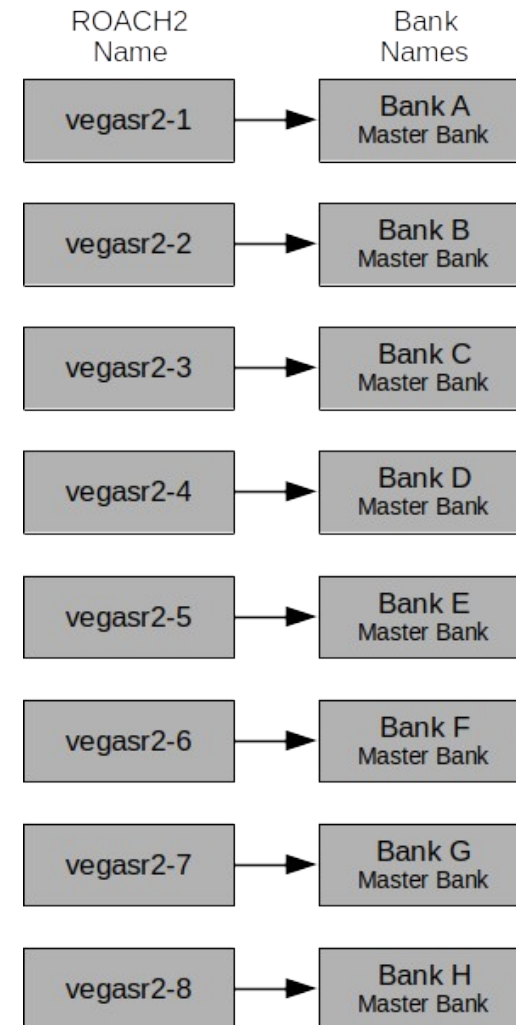 ROACH2
Name
Bank
Names
vegasr2-1
Bank A
Master Bank
vegasr2-2
Bank B
Master Bank
vegasr2-3
Bank C
Master Bank
vegasr2-4
Bank D
Master Bank
vegasr2-5
Bank E
Master Bank
vegasr2-6
Bank F
Master Bank
vegasr2-7
Bank G
Master Bank
vegasr2-8
Bank H
Master Bank